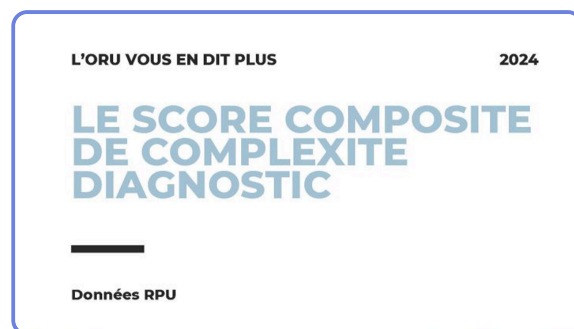 L'ORU VOUS EN DIT PLUS 2024
LE SCORE COMPOSITE
DE COMPLEXITE
DIAGNOSTIC
Données RPU